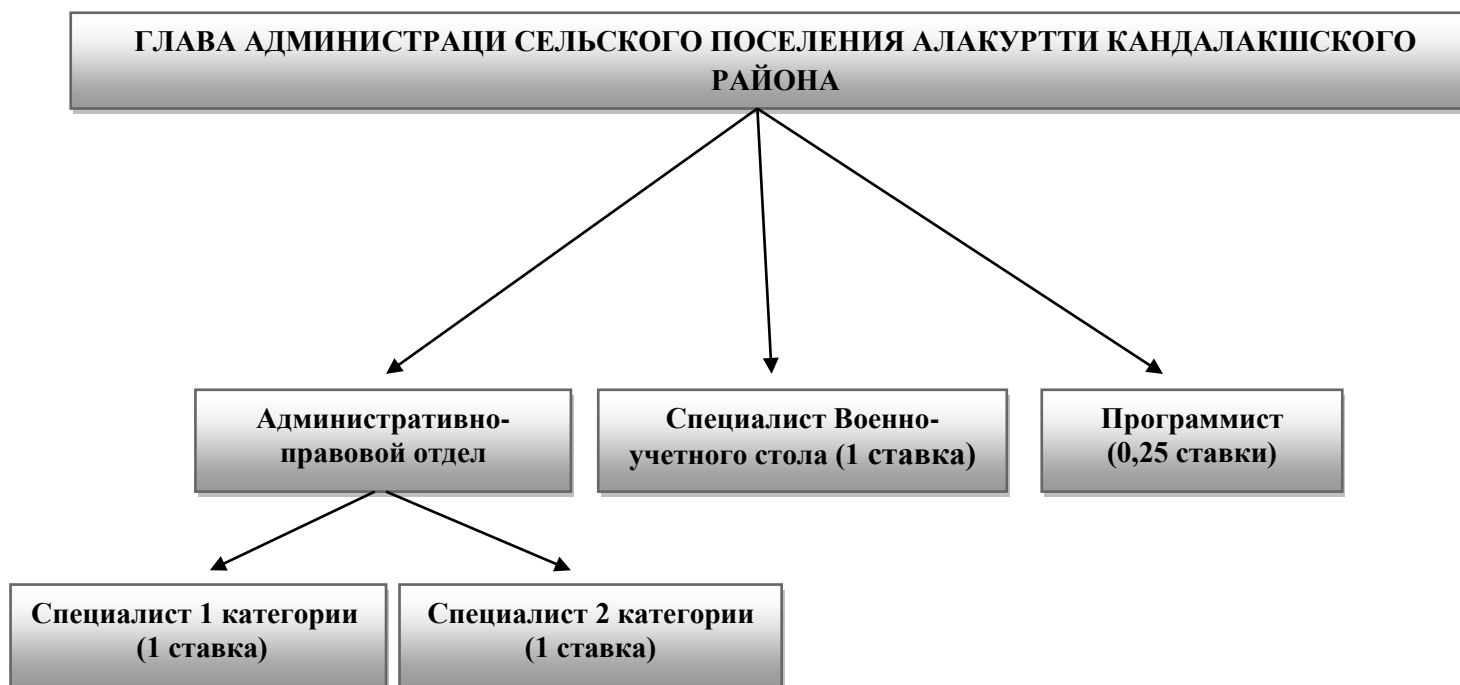 ГЛАВА АДМИНИСТРАЦИ СЕЛЬСКОГО ПОСЕЛЕНИЯ АЛАКУРТТИ КАНДАЛАКШСКОГО
РАЙОНА
Административно-
правовой отдел
Специалист Военно-
учетного стола (1 ставка)
Программист
(0,25 ставки)
Специалист 1 категории
(1 ставка)
Специалист 2 категории
(1 ставка)